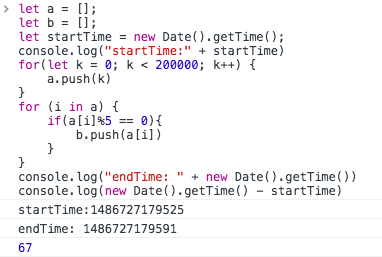 > let a = [];
let b = [];
let startTime = new Date().getTime();
console.log("startTime:" + startTime)
for(let k = 0; k < 200000; k++) {
    a.push(k)
}
for (i in a) {
    if(a[i]%5 == 0){
        b.push(a[i])
    }
}
console.log("endTime: " + new Date().getTime())
console.log(new Date().getTime() - startTime)
startTime:1486727179525
endTime: 1486727179591
67